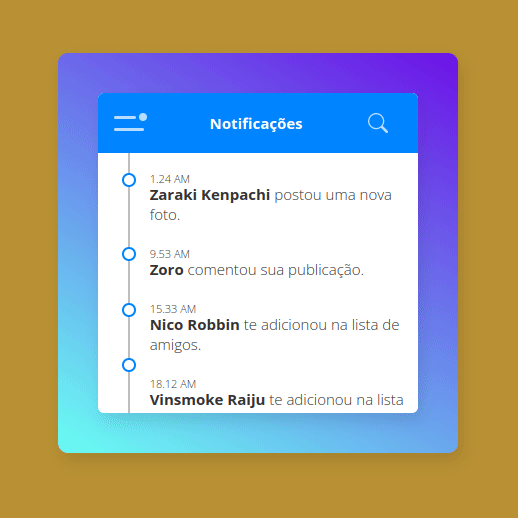 Notificações
1.24 AM
Zaraki Kenpachi postou uma nova
foto.
9.53 AM
Zoro comentou sua publicação.
15.33 AM
Nico Robbin te adicionou na lista de
amigos.
18.12 AM
Vinsmoke Raiju te adicionou na lista